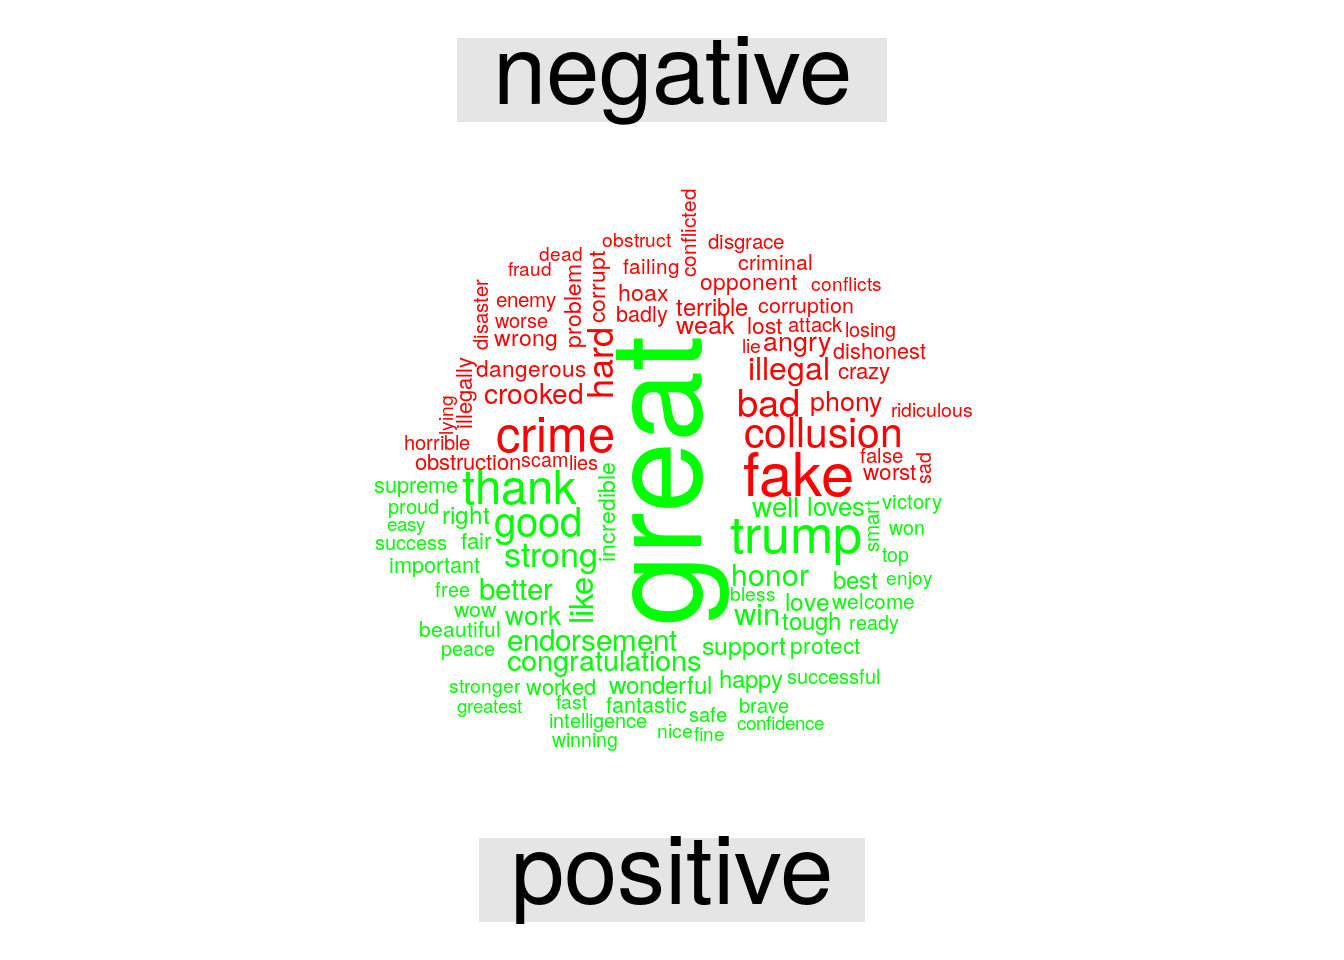 negative
conflicted
obstruct
disgrace
dead
fraud
problem
corrupt
failing
criminal
opponent
conflicts
disaster
enemy
hoax
terrible
corruption
worse
badly
weak
lost
attack
losing
wrong
hard
lie
angry
dishonest
dangerous
illegal
crazy
illegally
crooked
bad
phony
ridiculous
lying
crime
collusion
horrible
false
obstruction
scam
lies
fake
worst
sad
great
supreme
thank
incredible
well
loves
smart
victory
proud
right
good
trump
won
easy
success
fair
strong
top
important
honor
best
enjoy
free
better
like
bless
love
welcome
wow
work
win
tough
ready
beautiful
endorsement
support
protect
peace
congratulations
stronger
worked
wonderful
happy
successful
greatest
fast
fantastic
safe
brave
intelligence
confidence
winning
nice
fine
positive